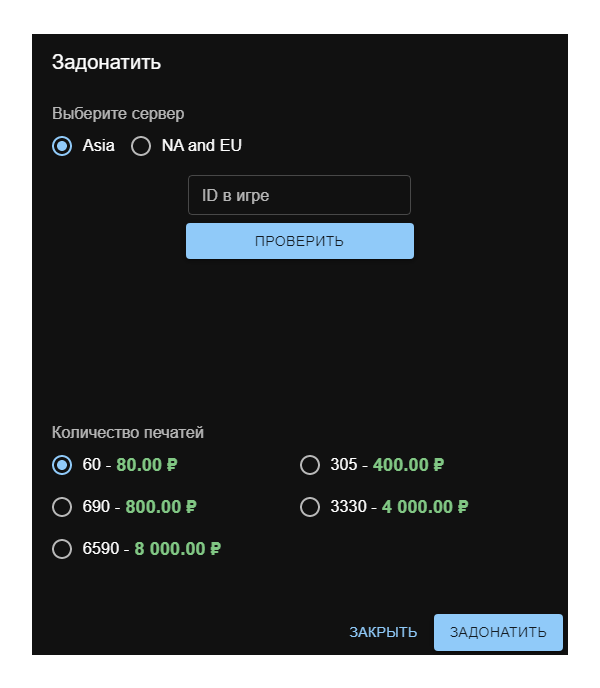 Задонатить
Выберите сервер
Asia NA and EU
ID в игре
ПРОВЕРИТЬ
Количество печатей
60 - 80.00 ₽ 305 - 400.00 ₽
690 - 800.00 ₽ 3330 - 4 000.00 ₽
6590 - 8 000.00 ₽
ЗАКРЫТЬ ЗАДОНАТИТЬ